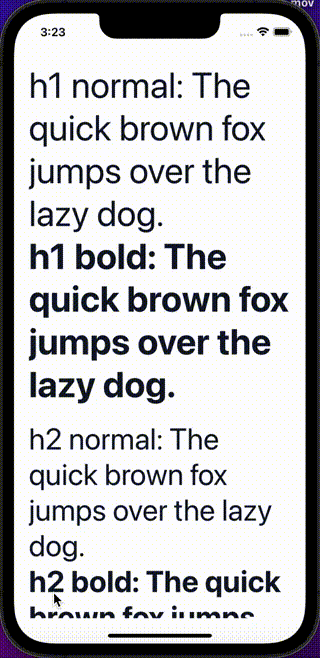 mov
3:23
h1 normal: The
quick brown fox
jumps over the
lazy dog.
h1 bold: The
quick brown fox
jumps over the
lazy dog.
h2 normal: The
quick brown fox
jumps over the lazy
dog.
h2 bold: The quick
brown fox jumps